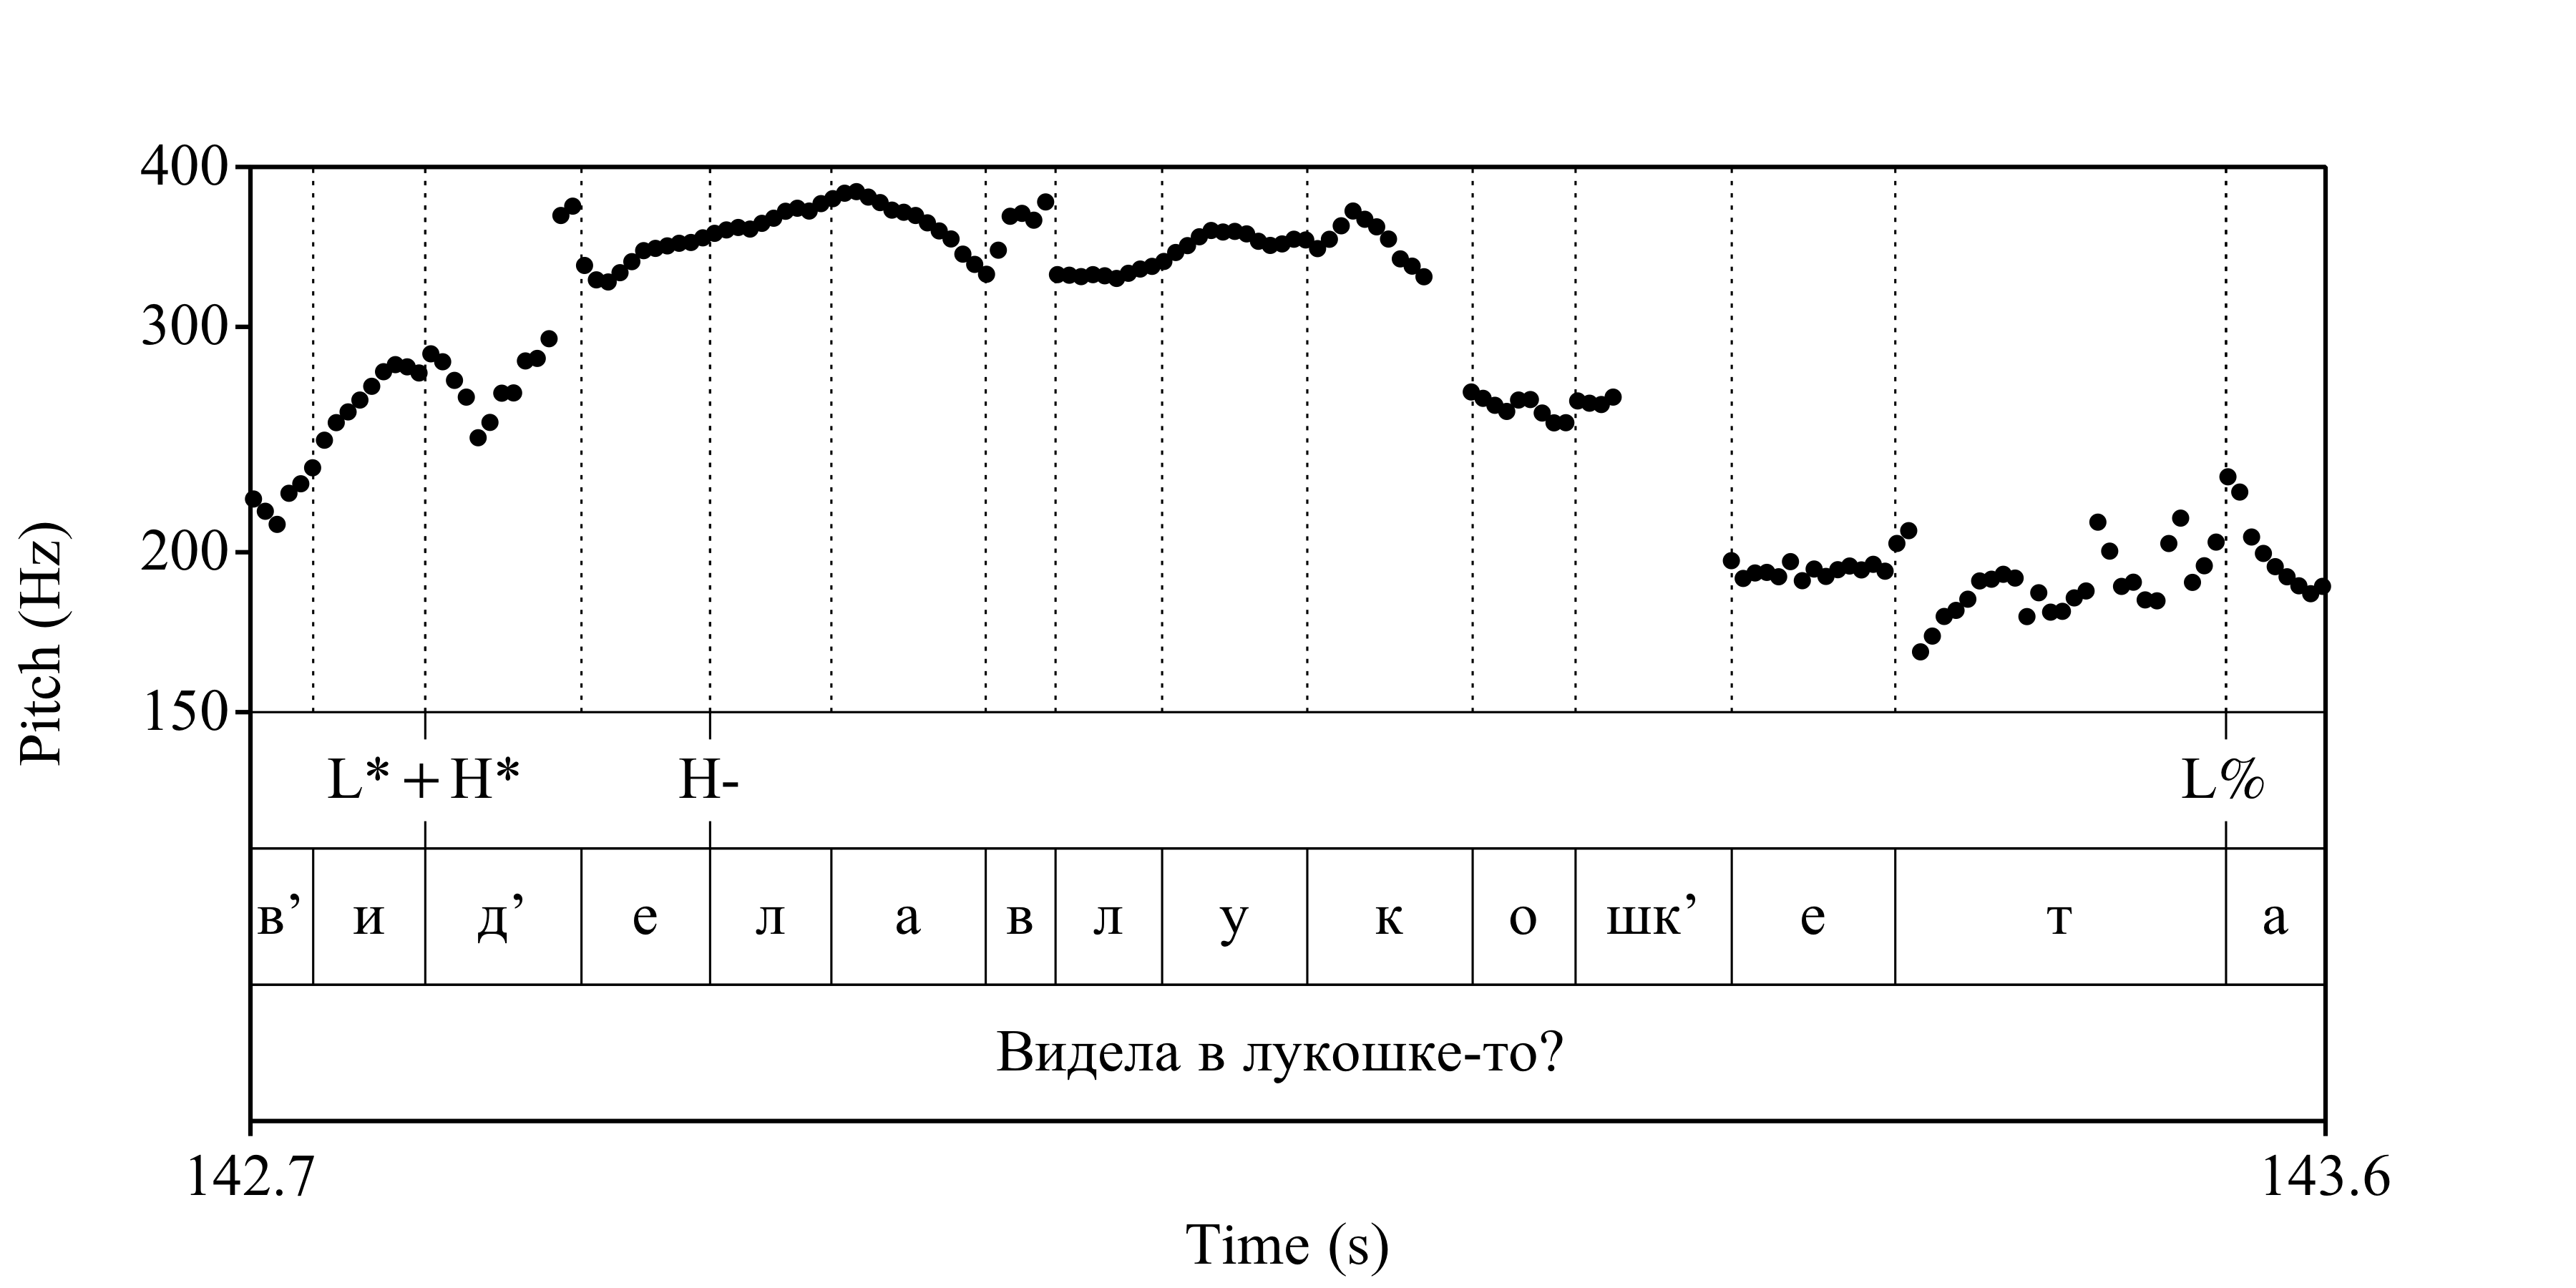 400
300
200
150
Pitch (Hz)
L* + H* H- L%
в’ и д’ е л а в л у к о шк’ е т а
Видела в лукошке-то?
142.7 143.6
Time (s)